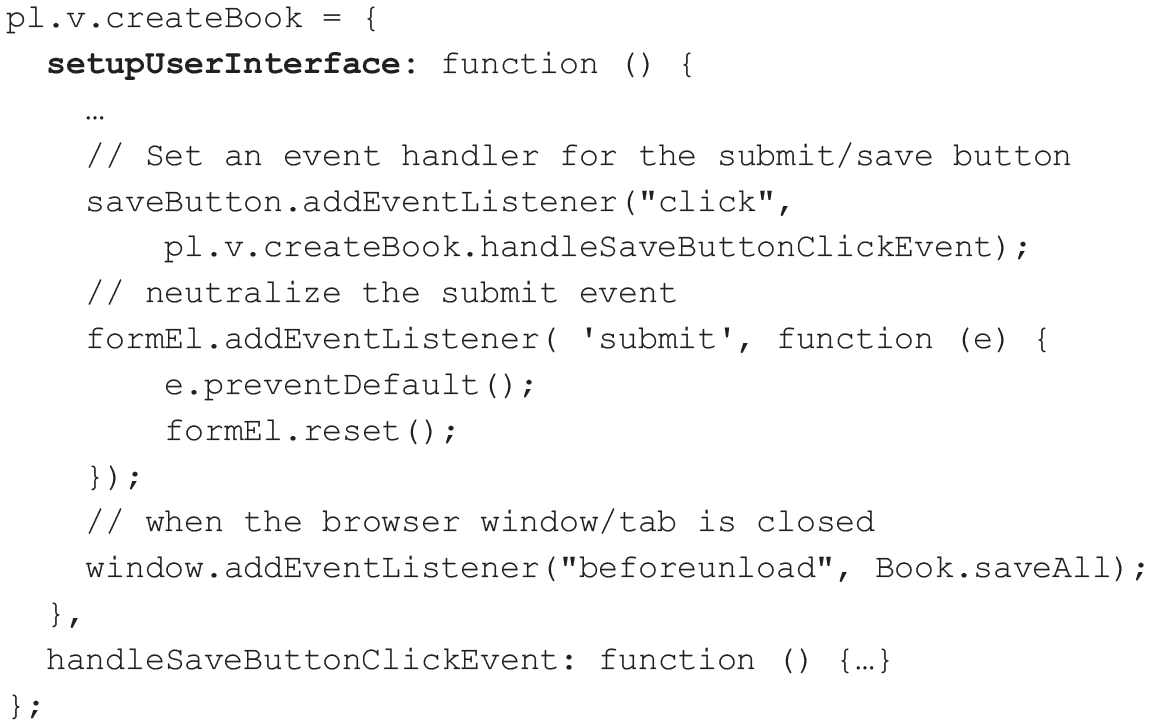 pl.v.createBook = {
  setupUserInterface: function () {
    …
    // Set an event handler for the submit/save button
    saveButton.addEventListener("click",
        pl.v.createBook.handleSaveButtonClickEvent);
    // neutralize the submit event
    formEl.addEventListener( 'submit', function (e) {
        e.preventDefault();
        formEl.reset();
    });
    // when the browser window/tab is closed
    window.addEventListener("beforeunload", Book.saveAll);
  },
  handleSaveButtonClickEvent: function () {…}
};